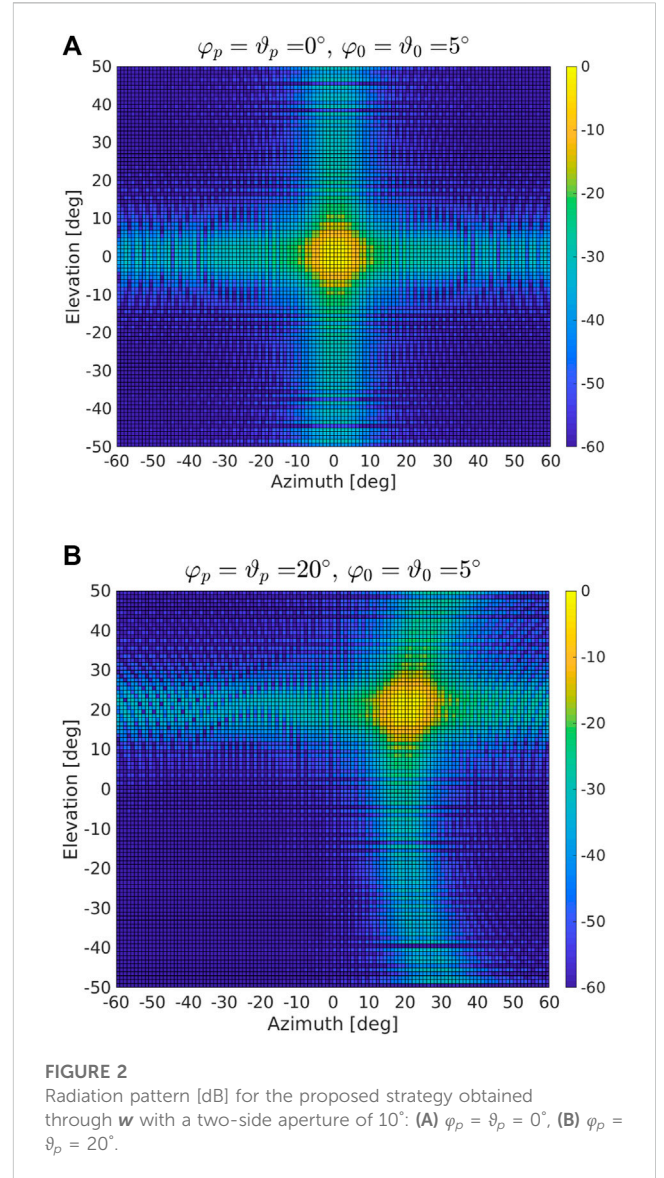 A
φp = ϑp =0°, φ0 = ϑ0 =5°
50
40
30
20
10
0
-10
-20
-30
-40
-50
Elevation [deg]
-60 -50 -40 -30 -20 -10 0 10 20 30 40 50 60
Azimuth [deg]
0
-10
-20
-30
-40
-50
-60
B
φp = ϑp =20°, φ0 = ϑ0 =5°
50
40
30
20
10
0
-10
-20
-30
-40
-50
Elevation [deg]
-60 -50 -40 -30 -20 -10 0 10 20 30 40 50 60
Azimuth [deg]
0
-10
-20
-30
-40
-50
-60
FIGURE 2
Radiation pattern [dB] for the proposed strategy obtained
through w with a two-side aperture of 10°: (A) φp = ϑp = 0°, (B) φp =
ϑp = 20°.